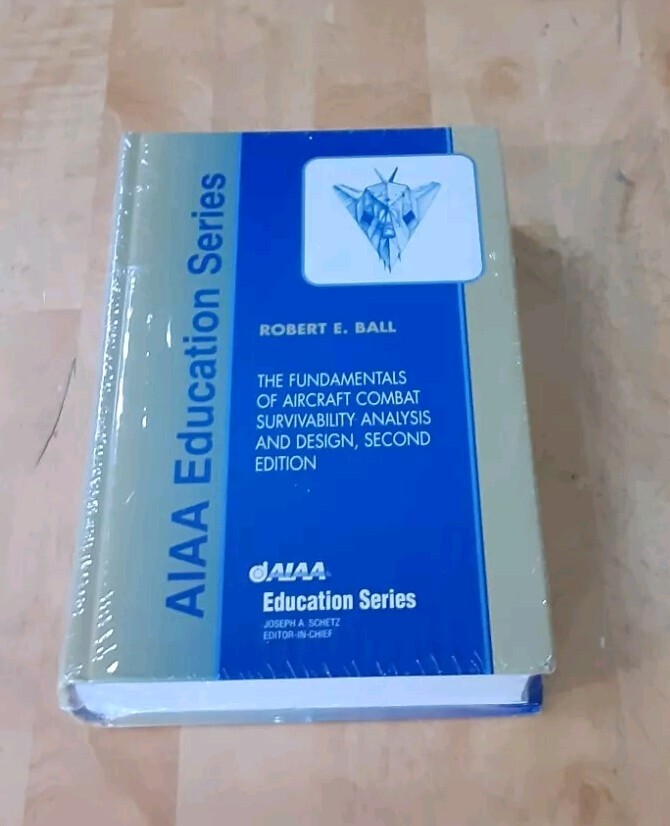 AIAA Education Series
ROBERT E. BALL
THE FUNDAMENTALS
OF AIRCRAFT COMBAT
SURVIVABILITY ANALYSIS
AND DESIGN, SECOND
EDITION
AIAA
Education Series
JOSEPH A. SCHETZ
EDITOR-IN-CHIEF